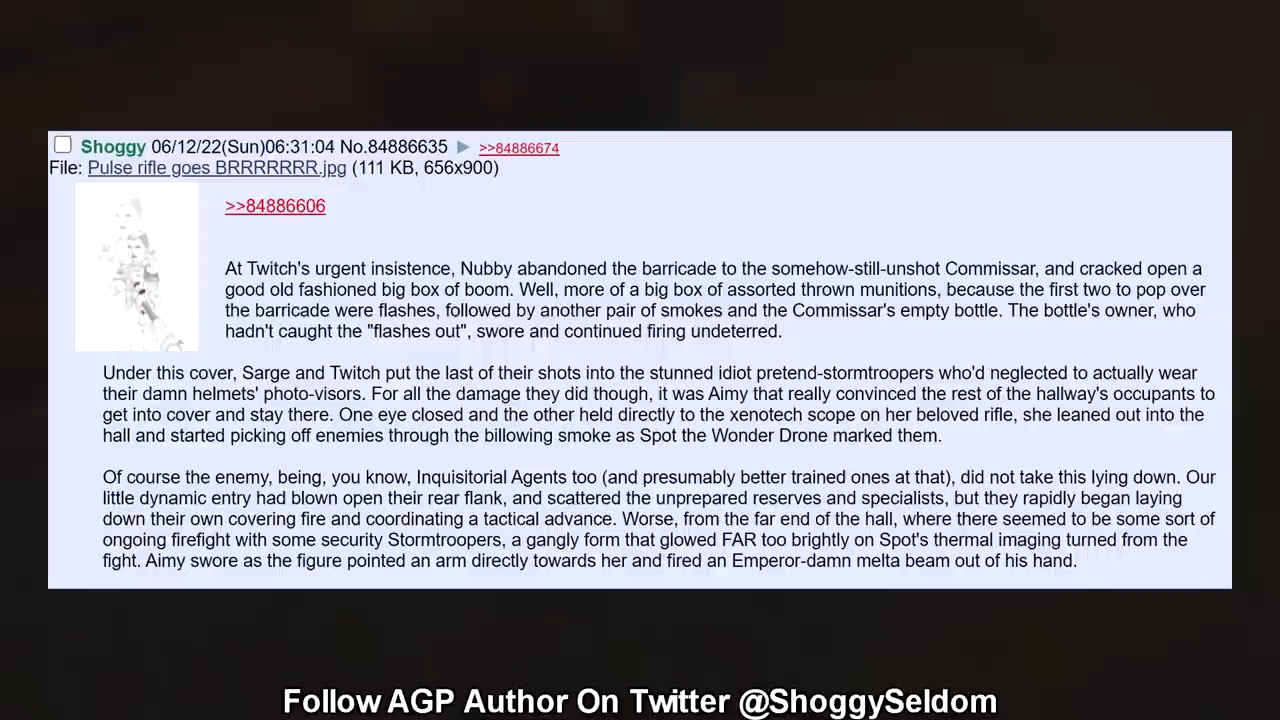 Shoggy 06/12/22(Sun)06:31:04 No.84886635 ▶ >>84886674
File: Pulse rifle goes BRRRRRRR.jpg (111 KB, 656x900)
>>84886606
At Twitch's urgent insistence, Nubby abandoned the barricade to the somehow-still-unshot Commissar, and cracked open a
good old fashioned big box of boom. Well, more of a big box of assorted thrown munitions, because the first two to pop over
the barricade were flashes, followed by another pair of smokes and the Commissar's empty bottle. The bottle's owner, who
hadn't caught the "flashes out", swore and continued firing undeterred.
Under this cover, Sarge and Twitch put the last of their shots into the stunned idiot pretend-stormtroopers who'd neglected to actually wear
their damn helmets' photo-visors. For all the damage they did though, it was Aimy that really convinced the rest of the hallway's occupants to
get into cover and stay there. One eye closed and the other held directly to the xenotech scope on her beloved rifle, she leaned out into the
hall and started picking off enemies through the billowing smoke as Spot the Wonder Drone marked them.
Of course the enemy, being, you know, Inquisitorial Agents too (and presumably better trained ones at that), did not take this lying down. Our
little dynamic entry had blown open their rear flank, and scattered the unprepared reserves and specialists, but they rapidly began laying
down their own covering fire and coordinating a tactical advance. Worse, from the far end of the hall, where there seemed to be some sort of
ongoing firefight with some security Stormtroopers, a gangly form that glowed FAR too brightly on Spot's thermal imaging turned from the
fight. Aimy swore as the figure pointed an arm directly towards her and fired an Emperor-damn melta beam out of his hand.
Follow AGP Author On Twitter @ShoggySeldom